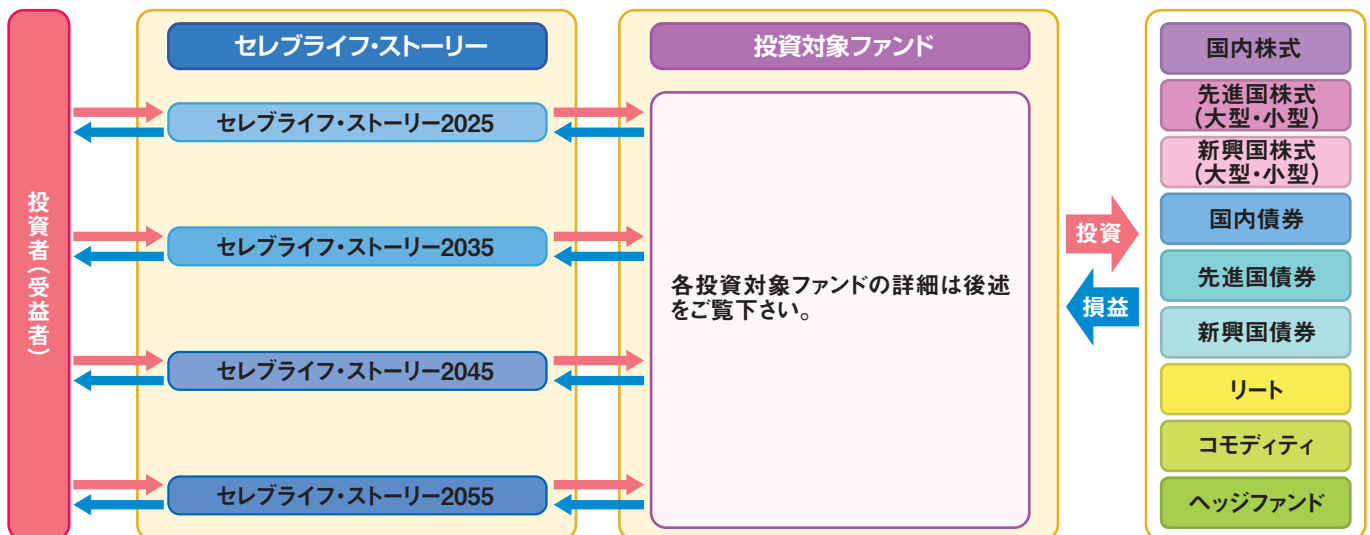 投資者(受益者)
セレブライフ・ストーリー
セレブライフ・ストーリー2025
セレブライフ・ストーリー2035
セレブライフ・ストーリー2045
セレブライフ・ストーリー2055
投資対象ファンド
各投資対象ファンドの詳細は後述
をご覧下さい。
投資
損益
国内株式
先進国株式
(大型・小型)
新興国株式
(大型・小型)
国内債券
先進国債券
新興国債券
リート
コモディティ
ヘッジファンド